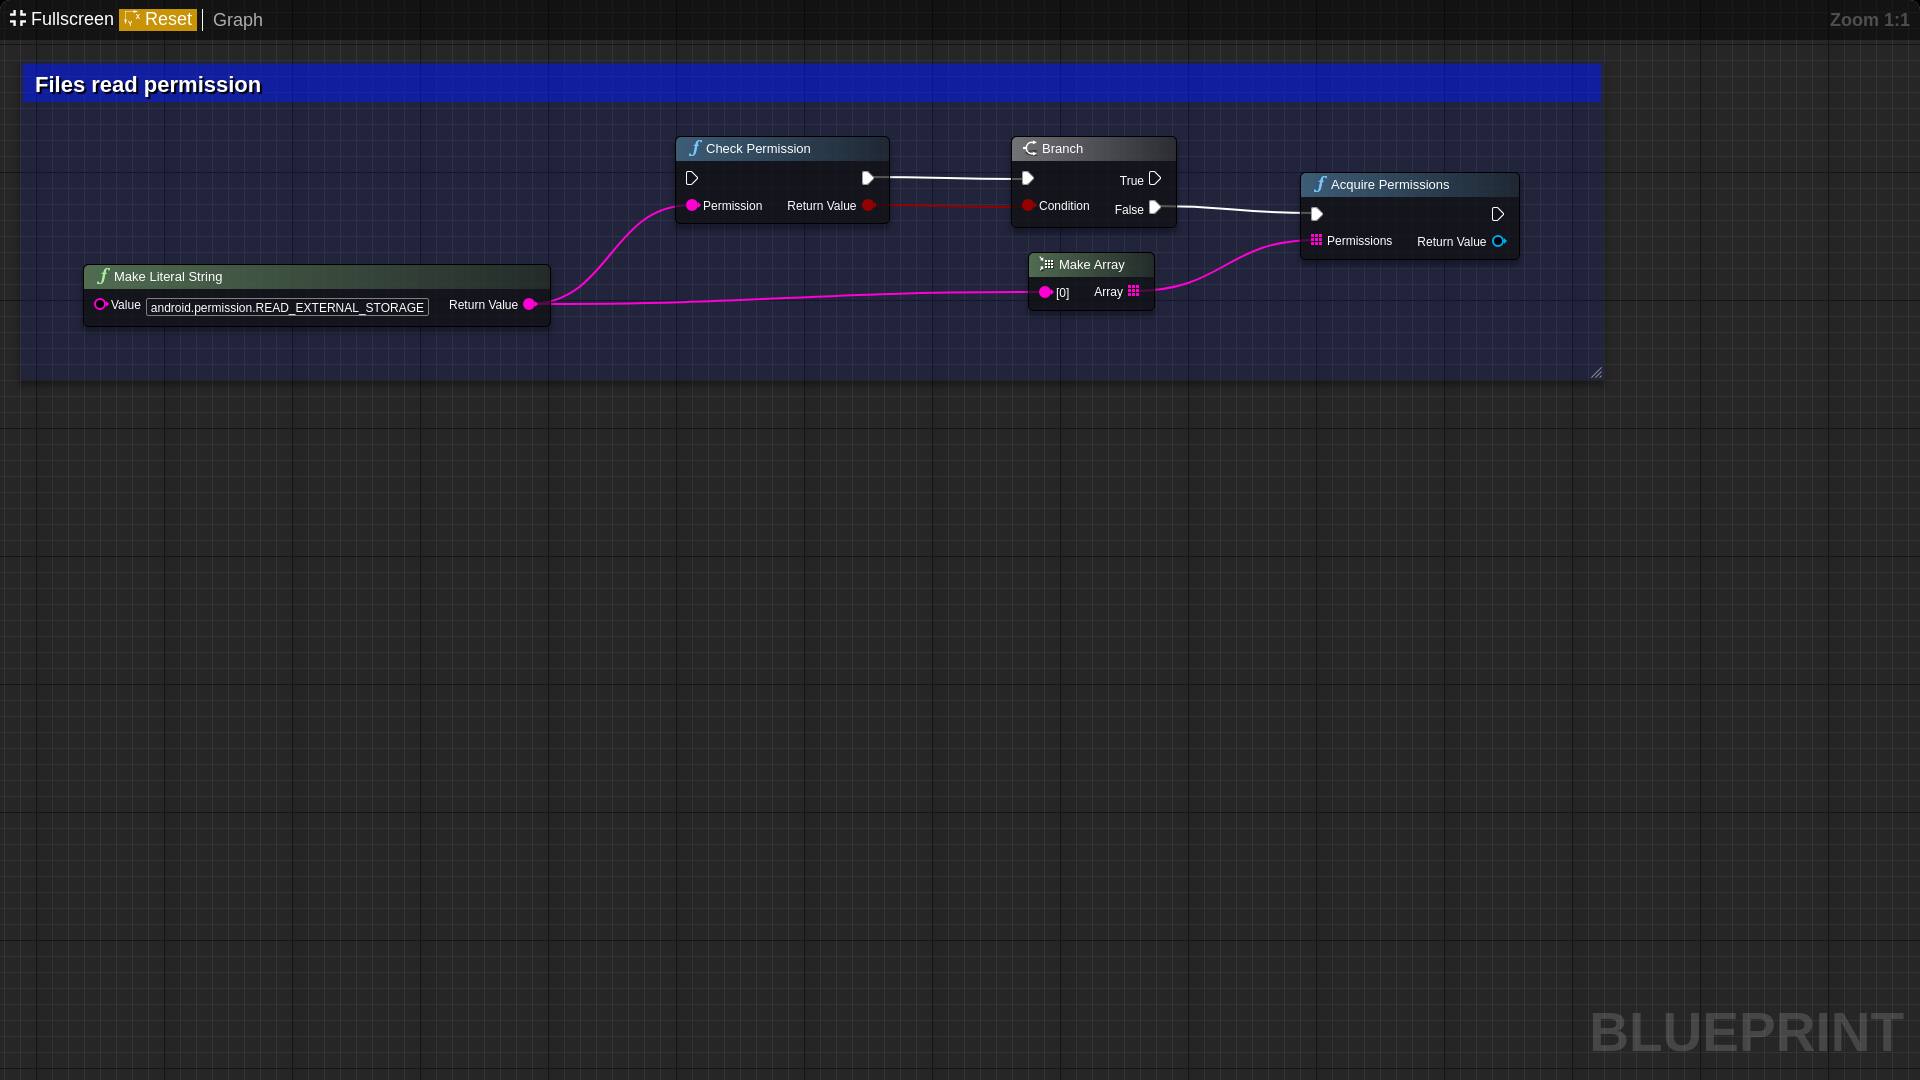 Fullscreen Reset Graph Zoom 1:1
Files read permission
Check Permission
Permission Return Value
Branch
True
Condition
False
Acquire Permissions
Permissions Return Value
Make Array
[0] Array
Make Literal String
Value android.permission.READ_EXTERNAL_STORAGE Return Value
BLUEPRINT